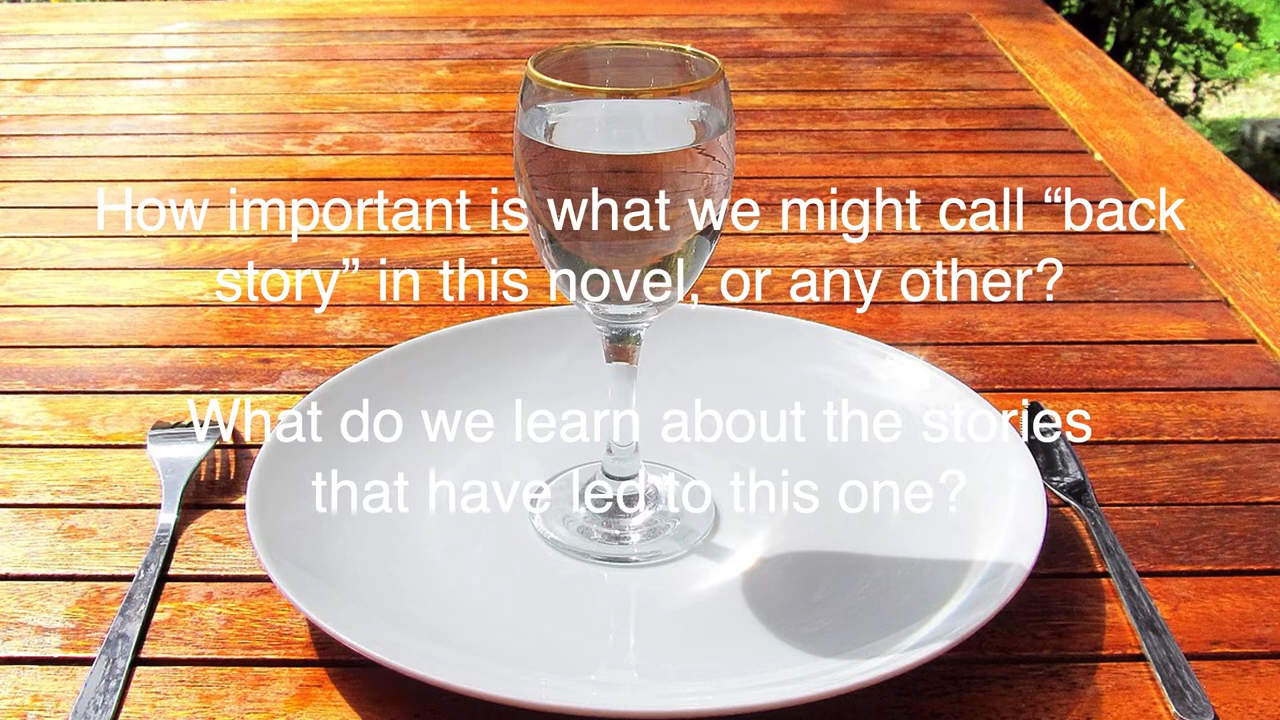 How important is what we might call “back
story” in this novel, or any other?
What do we learn about the stories
that have led to this one?